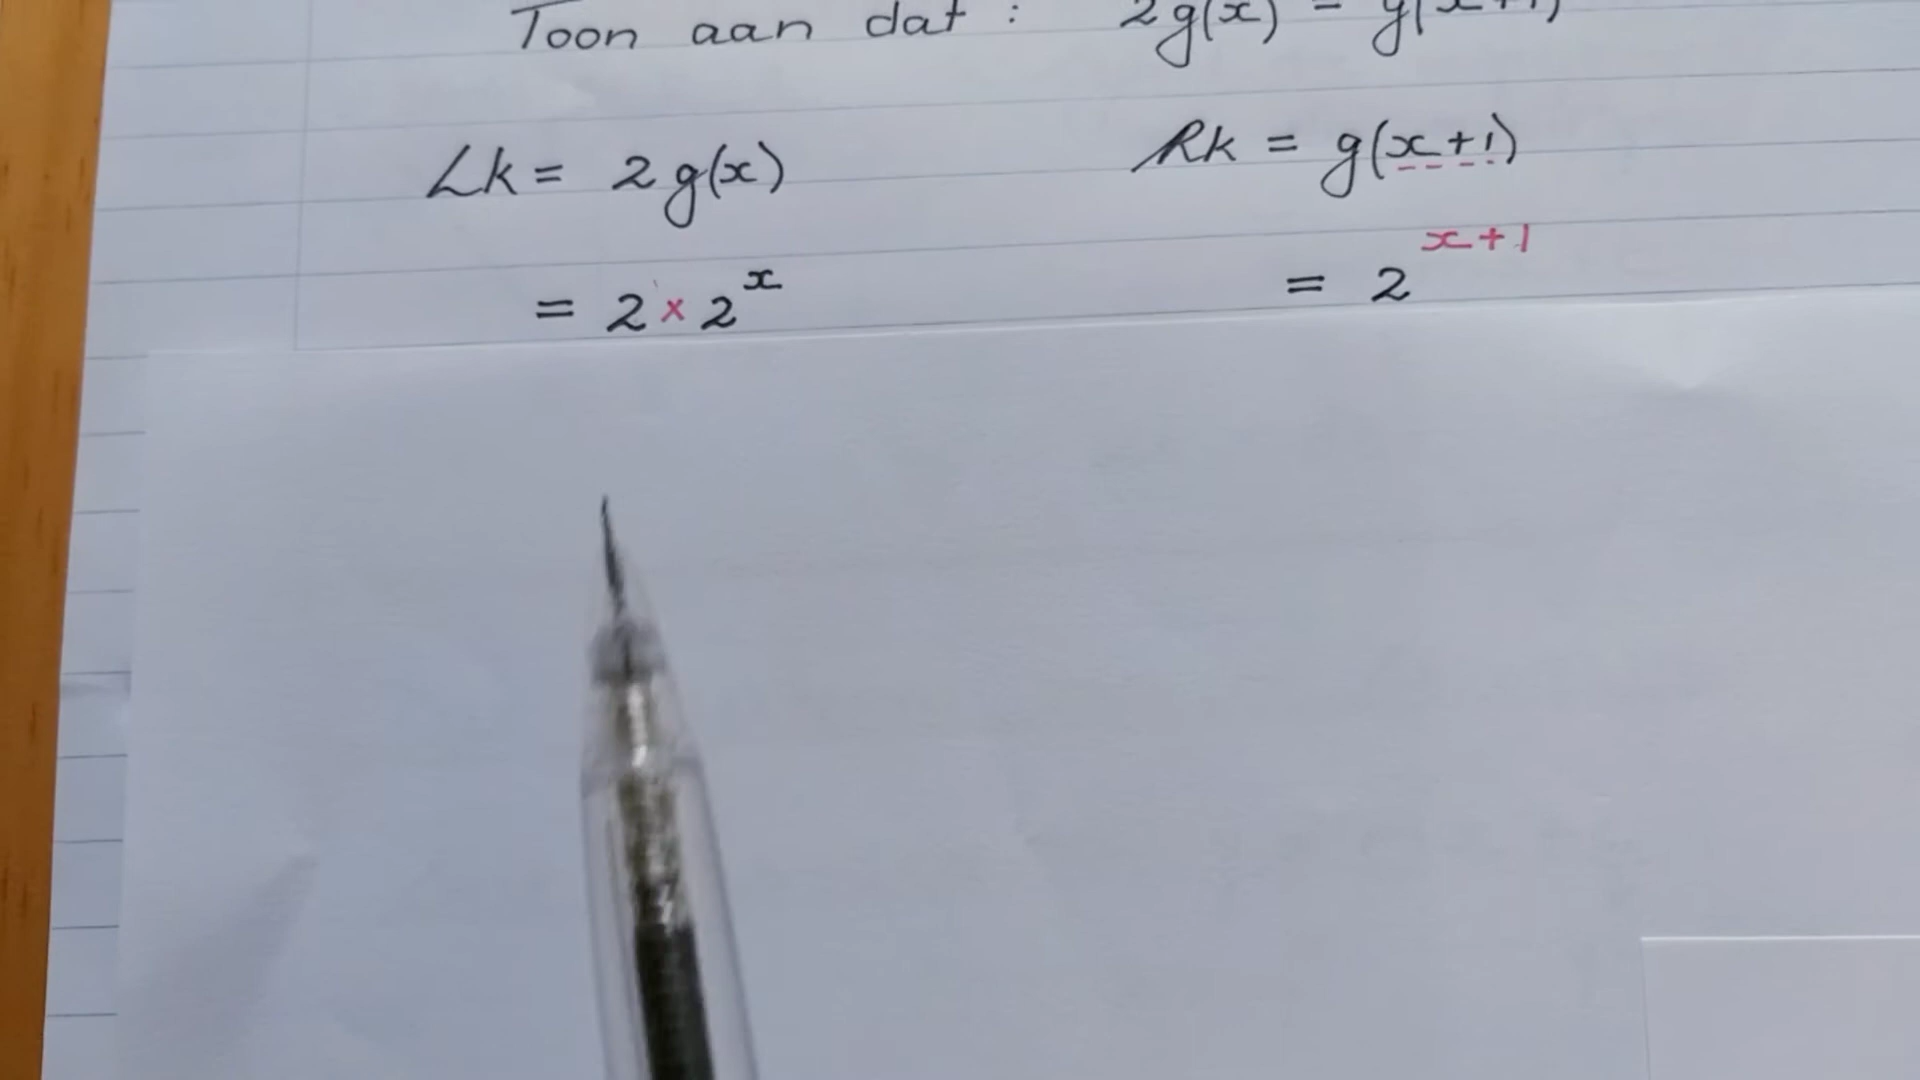 Toon aan dat : 2g(x) = g(x+1)
Lk = 2g(x)
= 2 × 2^x
Rk = g(x+1)
= 2^x+1